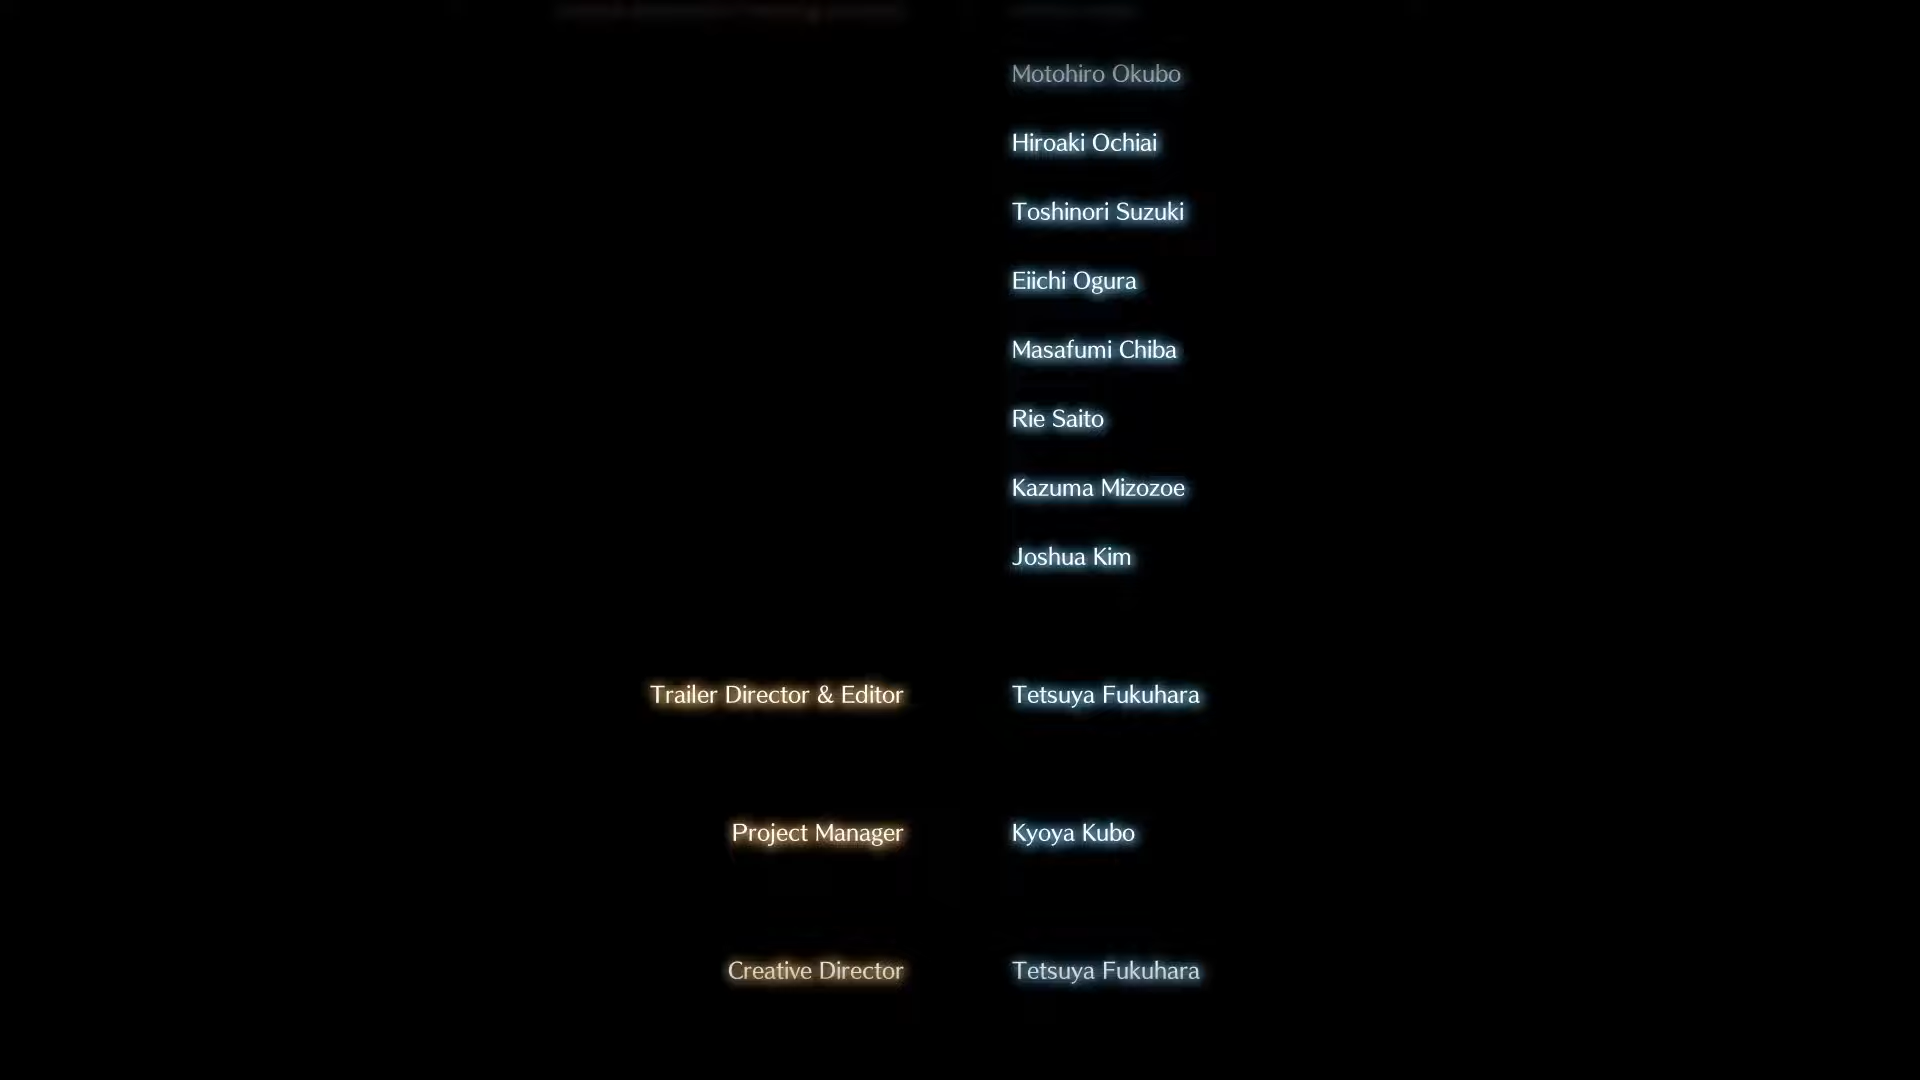 Motohiro Okubo
Hiroaki Ochiai
Toshinori Suzuki
Eiichi Ogura
Masafumi Chiba
Rie Saito
Kazuma Mizozoe
Joshua Kim
Trailer Director & Editor Tetsuya Fukuhara
Project Manager Kyoya Kubo
Creative Director Tetsuya Fukuhara